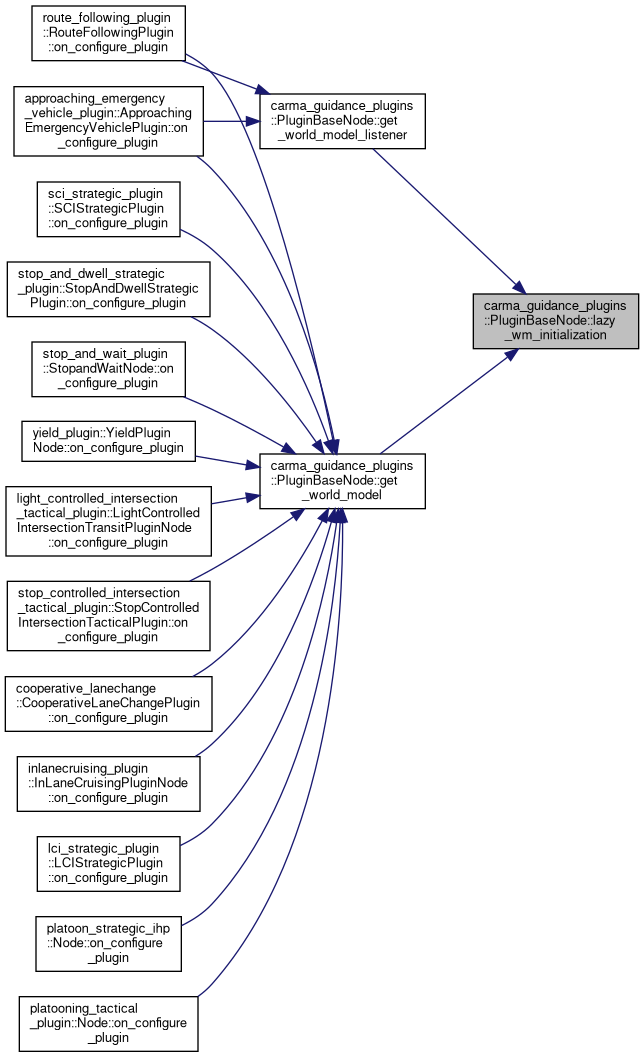 route_following_plugin
::RouteFollowingPlugin
::on_configure_plugin
approaching_emergency
_vehicle_plugin::Approaching
EmergencyVehiclePlugin::on
_configure_plugin
sci_strategic_plugin
::SCIStrategicPlugin
::on_configure_plugin
stop_and_dwell_strategic
_plugin::StopAndDwellStrategic
Plugin::on_configure_plugin
stop_and_wait_plugin
::StopandWaitNode::on
_configure_plugin
yield_plugin::YieldPlugin
Node::on_configure_plugin
light_controlled_intersection
_tactical_plugin::LightControlled
IntersectionTransitPluginNode
::on_configure_plugin
stop_controlled_intersection
_tactical_plugin::StopControlled
IntersectionTacticalPlugin::on
_configure_plugin
cooperative_lanechange
::CooperativeLaneChangePlugin
::on_configure_plugin
inlanecruising_plugin
::InLaneCruisingPluginNode
::on_configure_plugin
lci_strategic_plugin
::LCIStrategicPlugin
::on_configure_plugin
platoon_strategic_ihp
::Node::on_configure
_plugin
platooning_tactical
_plugin::Node::on_configure
_plugin
carma_guidance_plugins
::PluginBaseNode::get
_world_model_listener
carma_guidance_plugins
::PluginBaseNode::get
_world_model
carma_guidance_plugins
::PluginBaseNode::lazy
_wm_initialization